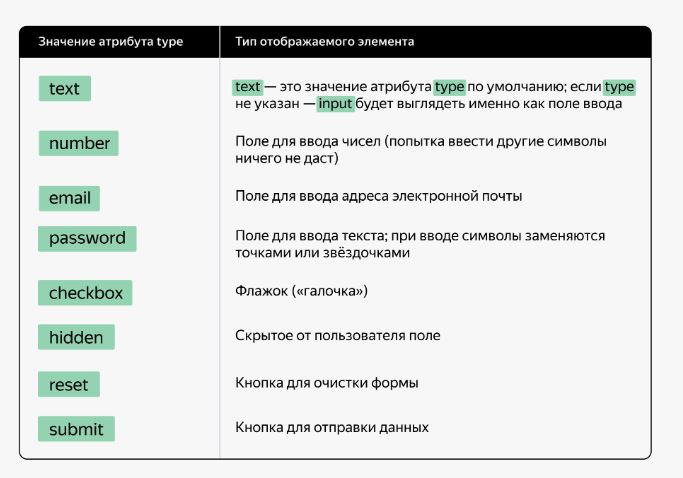 Значение атрибута type
Тип отображаемого элемента
text
text — это значение атрибута type по умолчанию; если type
не указан — input будет выглядеть именно как поле ввода
number
Поле для ввода чисел (попытка ввести другие символы
ничего не даст)
email
Поле для ввода адреса электронной почты
password
Поле для ввода текста; при вводе символы заменяются
точками или звёздочками
checkbox
Флажок («галочка»)
hidden
Скрытое от пользователя поле
reset
Кнопка для очистки формы
submit
Кнопка для отправки данных